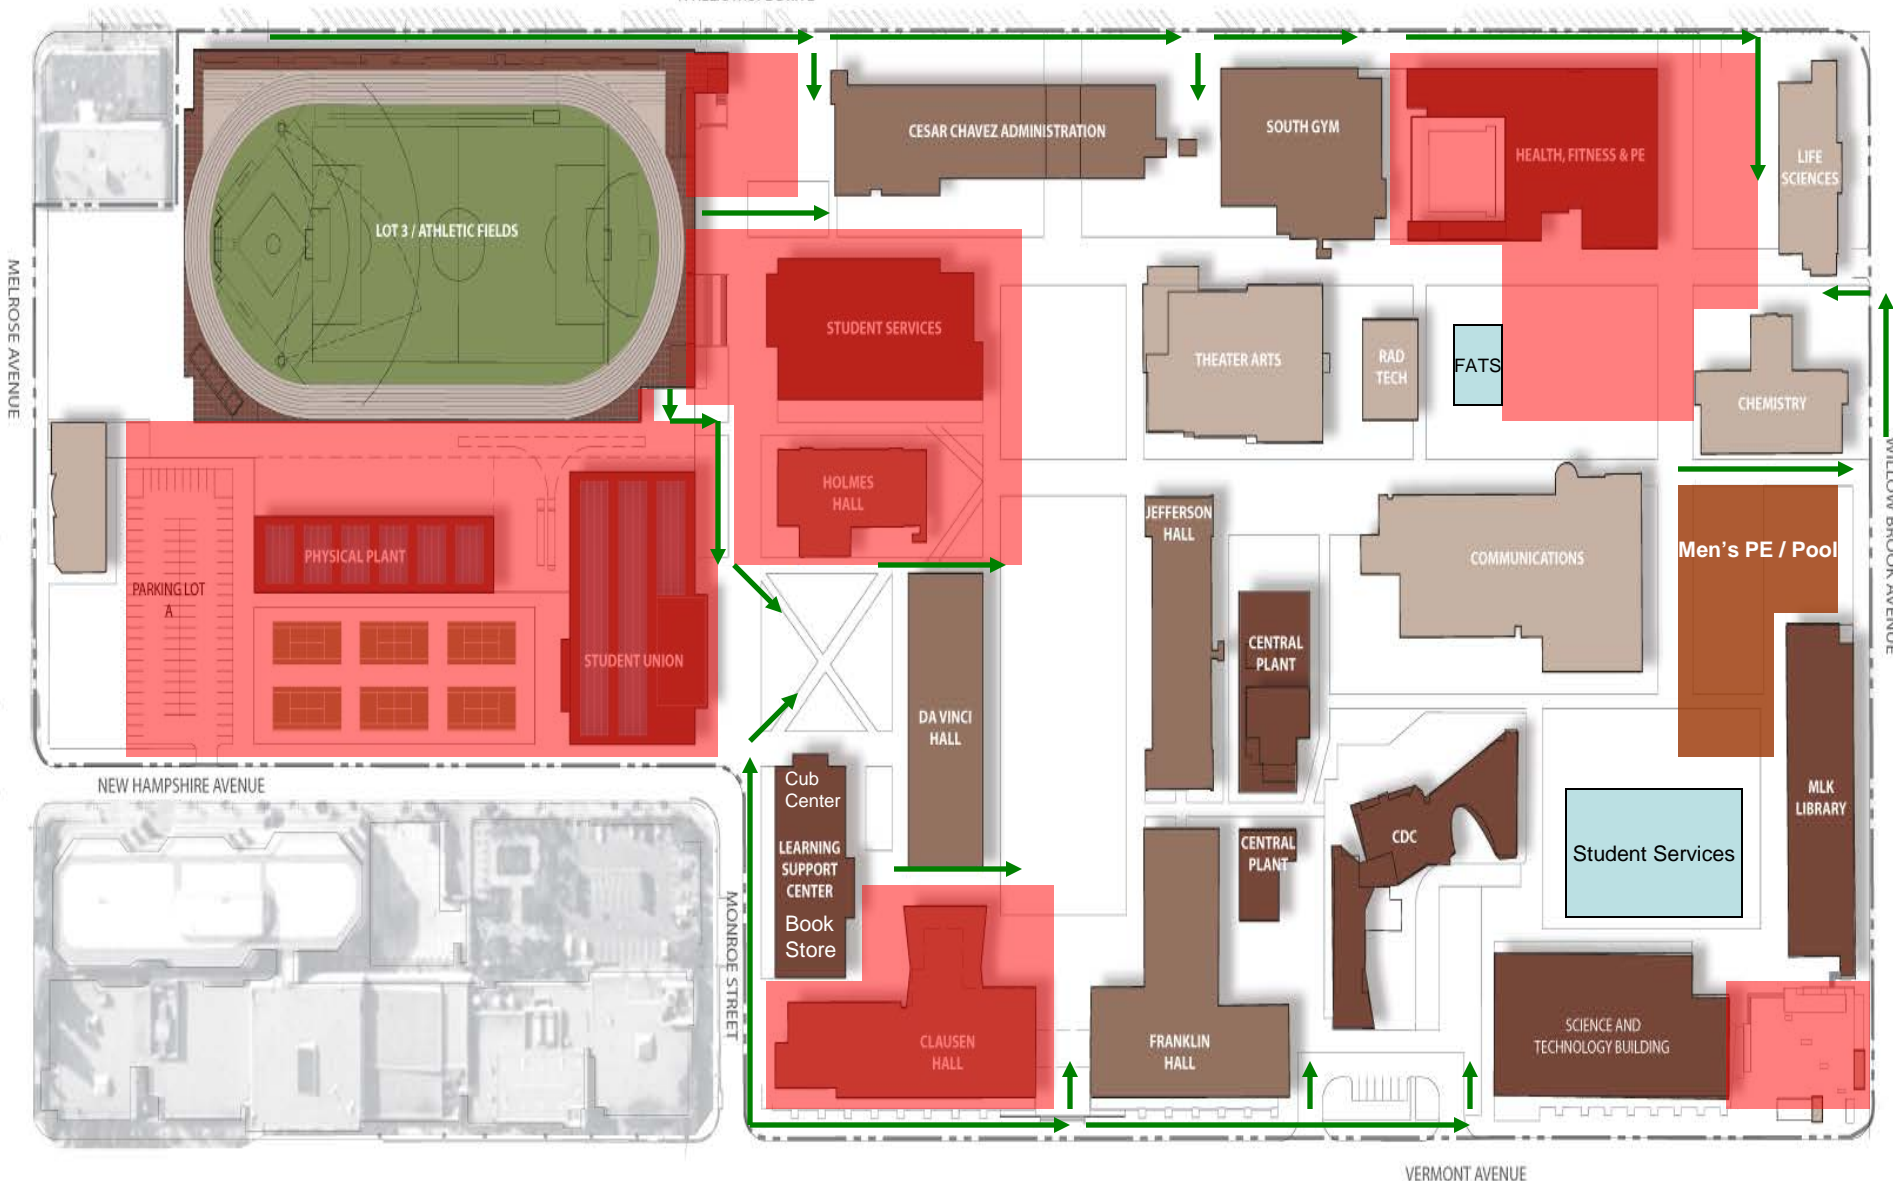 CESAR CHAVEZ ADMINISTRATION
SOUTH GYM
HEALTH, FITNESS & PE
LIFE
SCIENCES
LOT 3 / ATHLETIC FIELDS
MELROSE AVENUE
STUDENT SERVICES
THEATER ARTS
RAD
TECH
FATS
CHEMISTRY
WILLOW BROOK AVENUE
HOLMES
HALL
JEFFERSON
HALL
COMMUNICATIONS
Men's PE / Pool
PHYSICAL PLANT
PARKING LOT
A
STUDENT UNION
CENTRAL
PLANT
DA VINCI
HALL
NEW HAMPSHIRE AVENUE
Cub
Center
LEARNING
SUPPORT
CENTER
Book
Store
CENTRAL
PLANT
CDC
MLK
LIBRARY
Student Services
MONROE STREET
CLAUSEN
HALL
FRANKLIN
HALL
SCIENCE AND
TECHNOLOGY BUILDING
VERMONT AVENUE